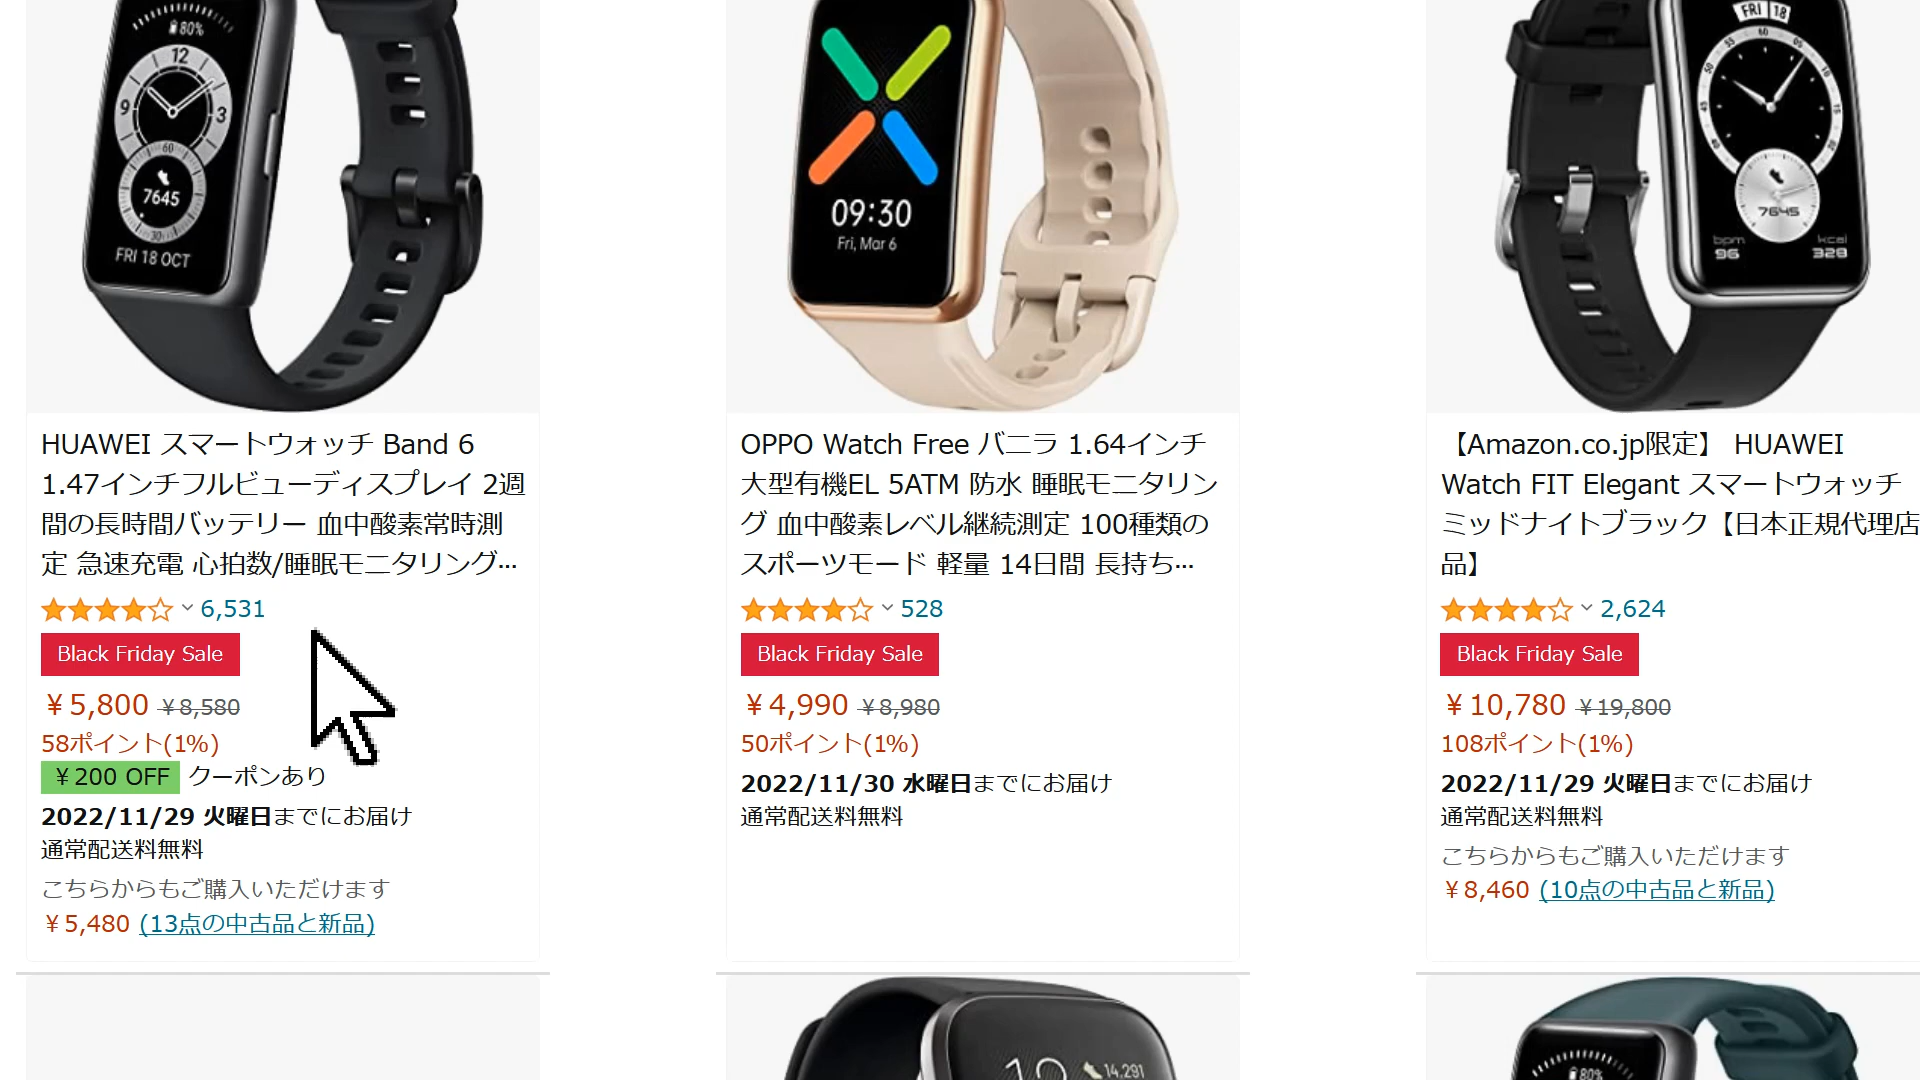 80%
12
9
3
60
7645
30
FRI 18 OCT
HUAWEI スマートウォッチ Band 6
1.47インチフルビューディスプレイ 2週
間の長時間バッテリー 血中酸素常時測
定 急速充電 心拍数/睡眠モニタリング…
6,531
Black Friday Sale
￥5,800 ￥8,580
58ポイント(1%)
￥200 OFF クーポンあり
2022/11/29 火曜日までにお届け
通常配送料無料
こちらからもご購入いただけます
￥5,480 (13点の中古品と新品)
09:30
Fri, Mar 6
OPPO Watch Free バニラ 1.64インチ
大型有機EL 5ATM 防水 睡眠モニタリン
グ 血中酸素レベル継続測定 100種類の
スポーツモード 軽量 14日間 長持ち…
528
Black Friday Sale
￥4,990 ￥8,980
50ポイント(1%)
2022/11/30 水曜日までにお届け
通常配送料無料
14,291
FRI 18
60
7645
bpm kcal
96 328
【Amazon.co.jp限定】 HUAWEI
Watch FIT Elegant スマートウォッチ
ミッドナイトブラック【日本正規代理店
品】
2,624
Black Friday Sale
￥10,780 ￥19,800
108ポイント(1%)
2022/11/29 火曜日までにお届け
通常配送料無料
こちらからもご購入いただけます
￥8,460 (10点の中古品と新品)
80%